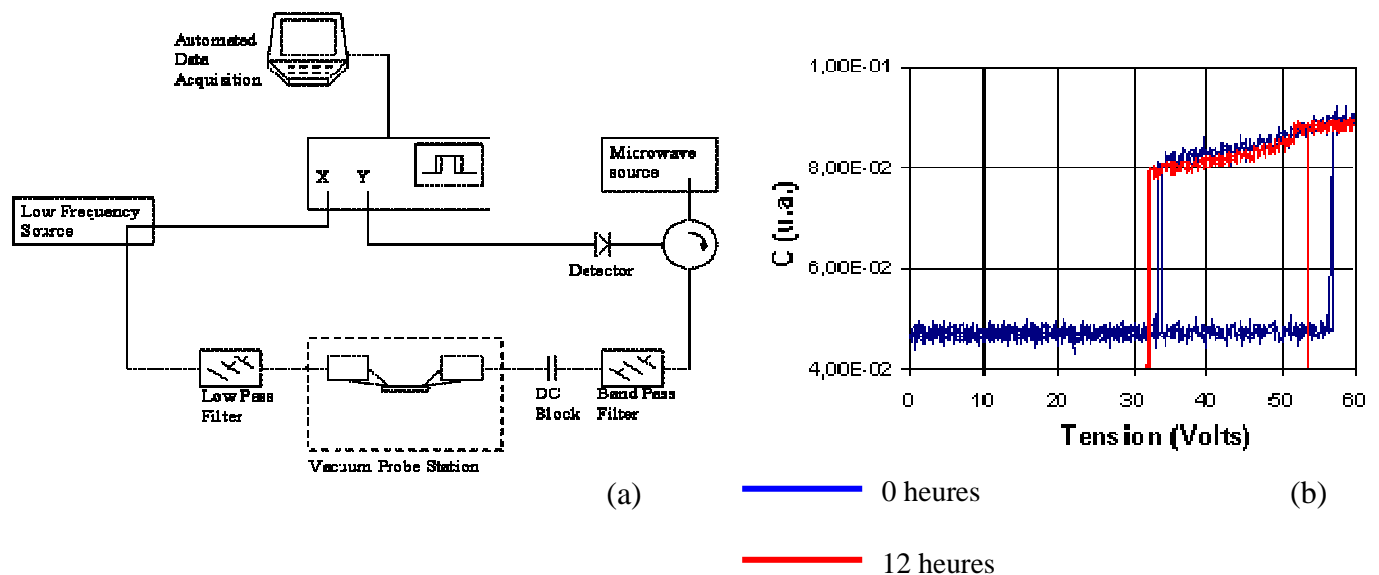 Automated
Data
Acquisition
X Y
Microwave
source
Low Frequency
Source
Detector
Low Pass
Filter
DC
Block
Band Pass
Filter
Vacuum Probe Station
(a)
C (u.a.)
1,00E-01
8,00E-02
6,00E-02
4,00E-02
0 10 20 30 40 50 60
Tension (Volts)
(b)
0 heures
12 heures